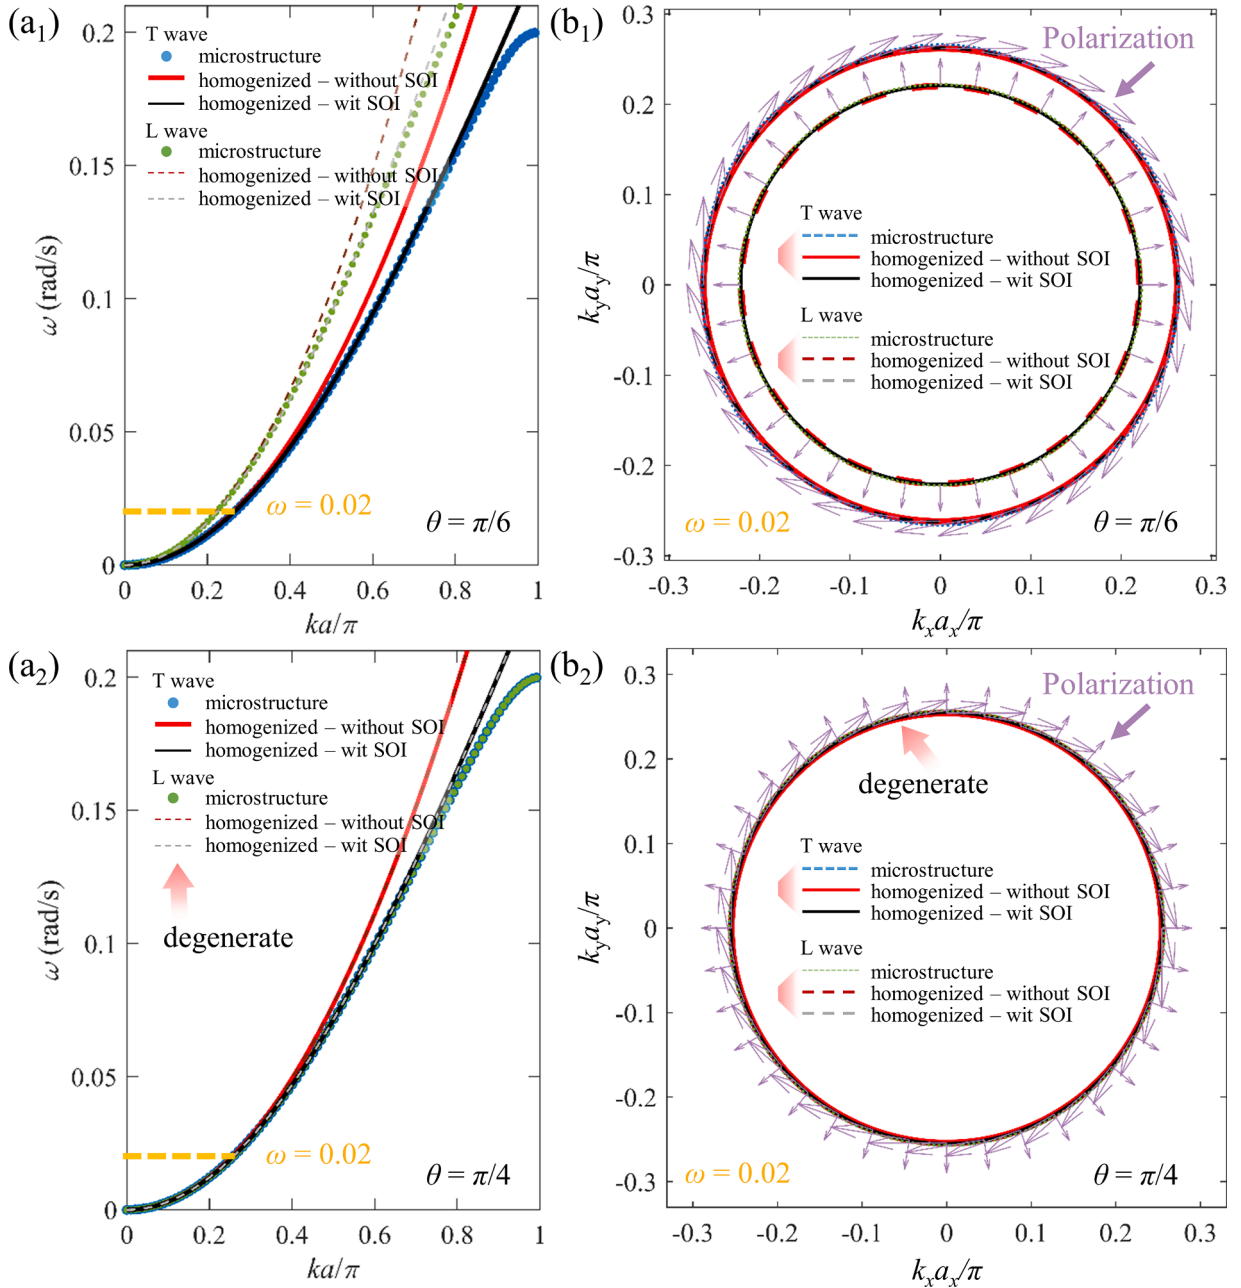 (a1)
0.2
0.15
0.1
0.05
0
ω (rad/s)
T wave
microstructure
homogenized – without SOI
homogenized – wit SOI
L wave
microstructure
homogenized – without SOI
homogenized – wit SOI
ω = 0.02
θ = π/6
0 0.2 0.4 0.6 0.8 1
ka/π
(b1)
0.3
0.2
0.1
0
-0.1
-0.2
-0.3
kyay/π
Polarization
T wave
microstructure
homogenized – without SOI
homogenized – wit SOI
L wave
microstructure
homogenized – without SOI
homogenized – wit SOI
ω = 0.02
θ = π/6
-0.3 -0.2 -0.1 0 0.1 0.2 0.3
kxax/π
(a2)
0.2
0.15
0.1
0.05
0
ω (rad/s)
T wave
microstructure
homogenized – without SOI
homogenized – wit SOI
L wave
microstructure
homogenized – without SOI
homogenized – wit SOI
degenerate
ω = 0.02
θ = π/4
0 0.2 0.4 0.6 0.8 1
ka/π
(b2)
0.3
0.2
0.1
0
-0.1
-0.2
-0.3
kyay/π
Polarization
degenerate
T wave
microstructure
homogenized – without SOI
homogenized – wit SOI
L wave
microstructure
homogenized – without SOI
homogenized – wit SOI
ω = 0.02
θ = π/4
-0.3 -0.2 -0.1 0 0.1 0.2 0.3
kxax/π